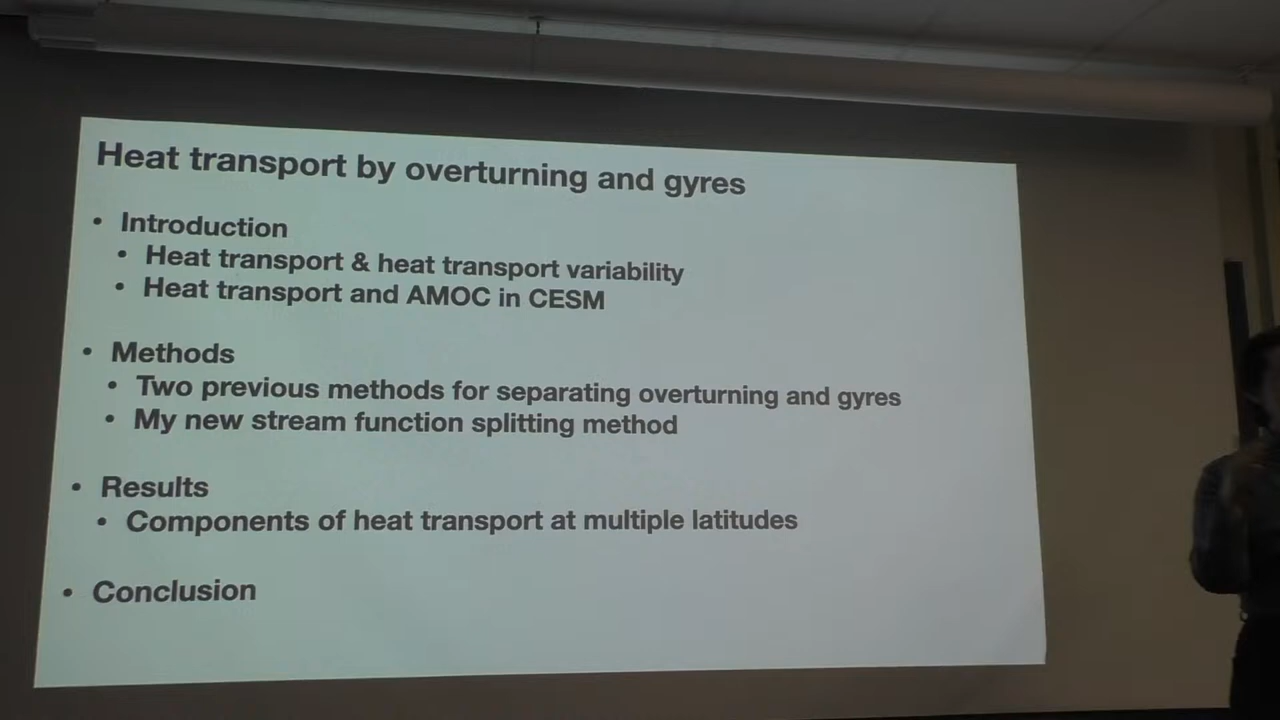 Heat transport by overturning and gyres
• Introduction
• Heat transport & heat transport variability
• Heat transport and AMOC in CESM
• Methods
• Two previous methods for separating overturning and gyres
• My new stream function splitting method
• Results
• Components of heat transport at multiple latitudes
• Conclusion